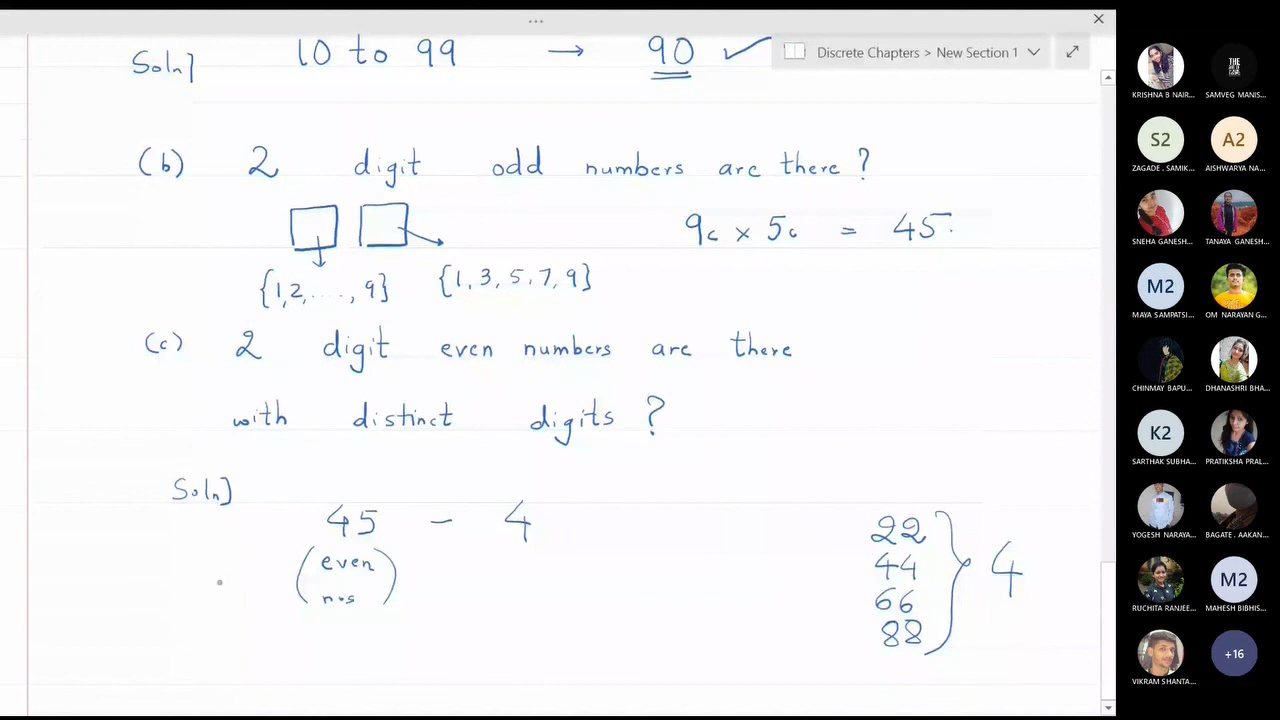 ...
Soln] 10 to 99 → 90 ✓
Discrete Chapters > New Section 1
(b) 2 digit odd numbers are there?
9c × 5c = 45.
{1,2,....., 9} {1, 3, 5, 7, 9}
(c) 2 digit even numbers are there
with distinct digits?
Soln]
45 - 4
(even
nos)
22
44
66
88
} 4
KRISHNA B NAIR...
SAMVEG MANIS...
S2
ZAGADE . SAMIK...
A2
AISHWARYA NA...
SNEHA GANESH...
TANAYA GANESH...
M2
MAYA SAMPATSI...
OM NARAYAN G...
CHINMAY BAPU...
DHANASHRI BHA...
K2
SARTHAK SUBHA...
PRATIKSHA PRAL...
YOGESH NARAYA...
BAGATE . AAKAN...
RUCHITA RANJEE...
M2
MAHESH BIBHIS...
VIKRAM SHANTA...
+16